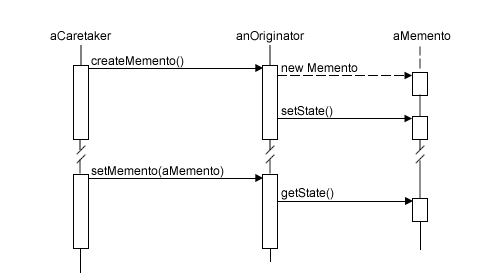 aCaretaker anOriginator aMemento
createMemento()
new Memento
setState()
setMemento(aMemento)
getState()